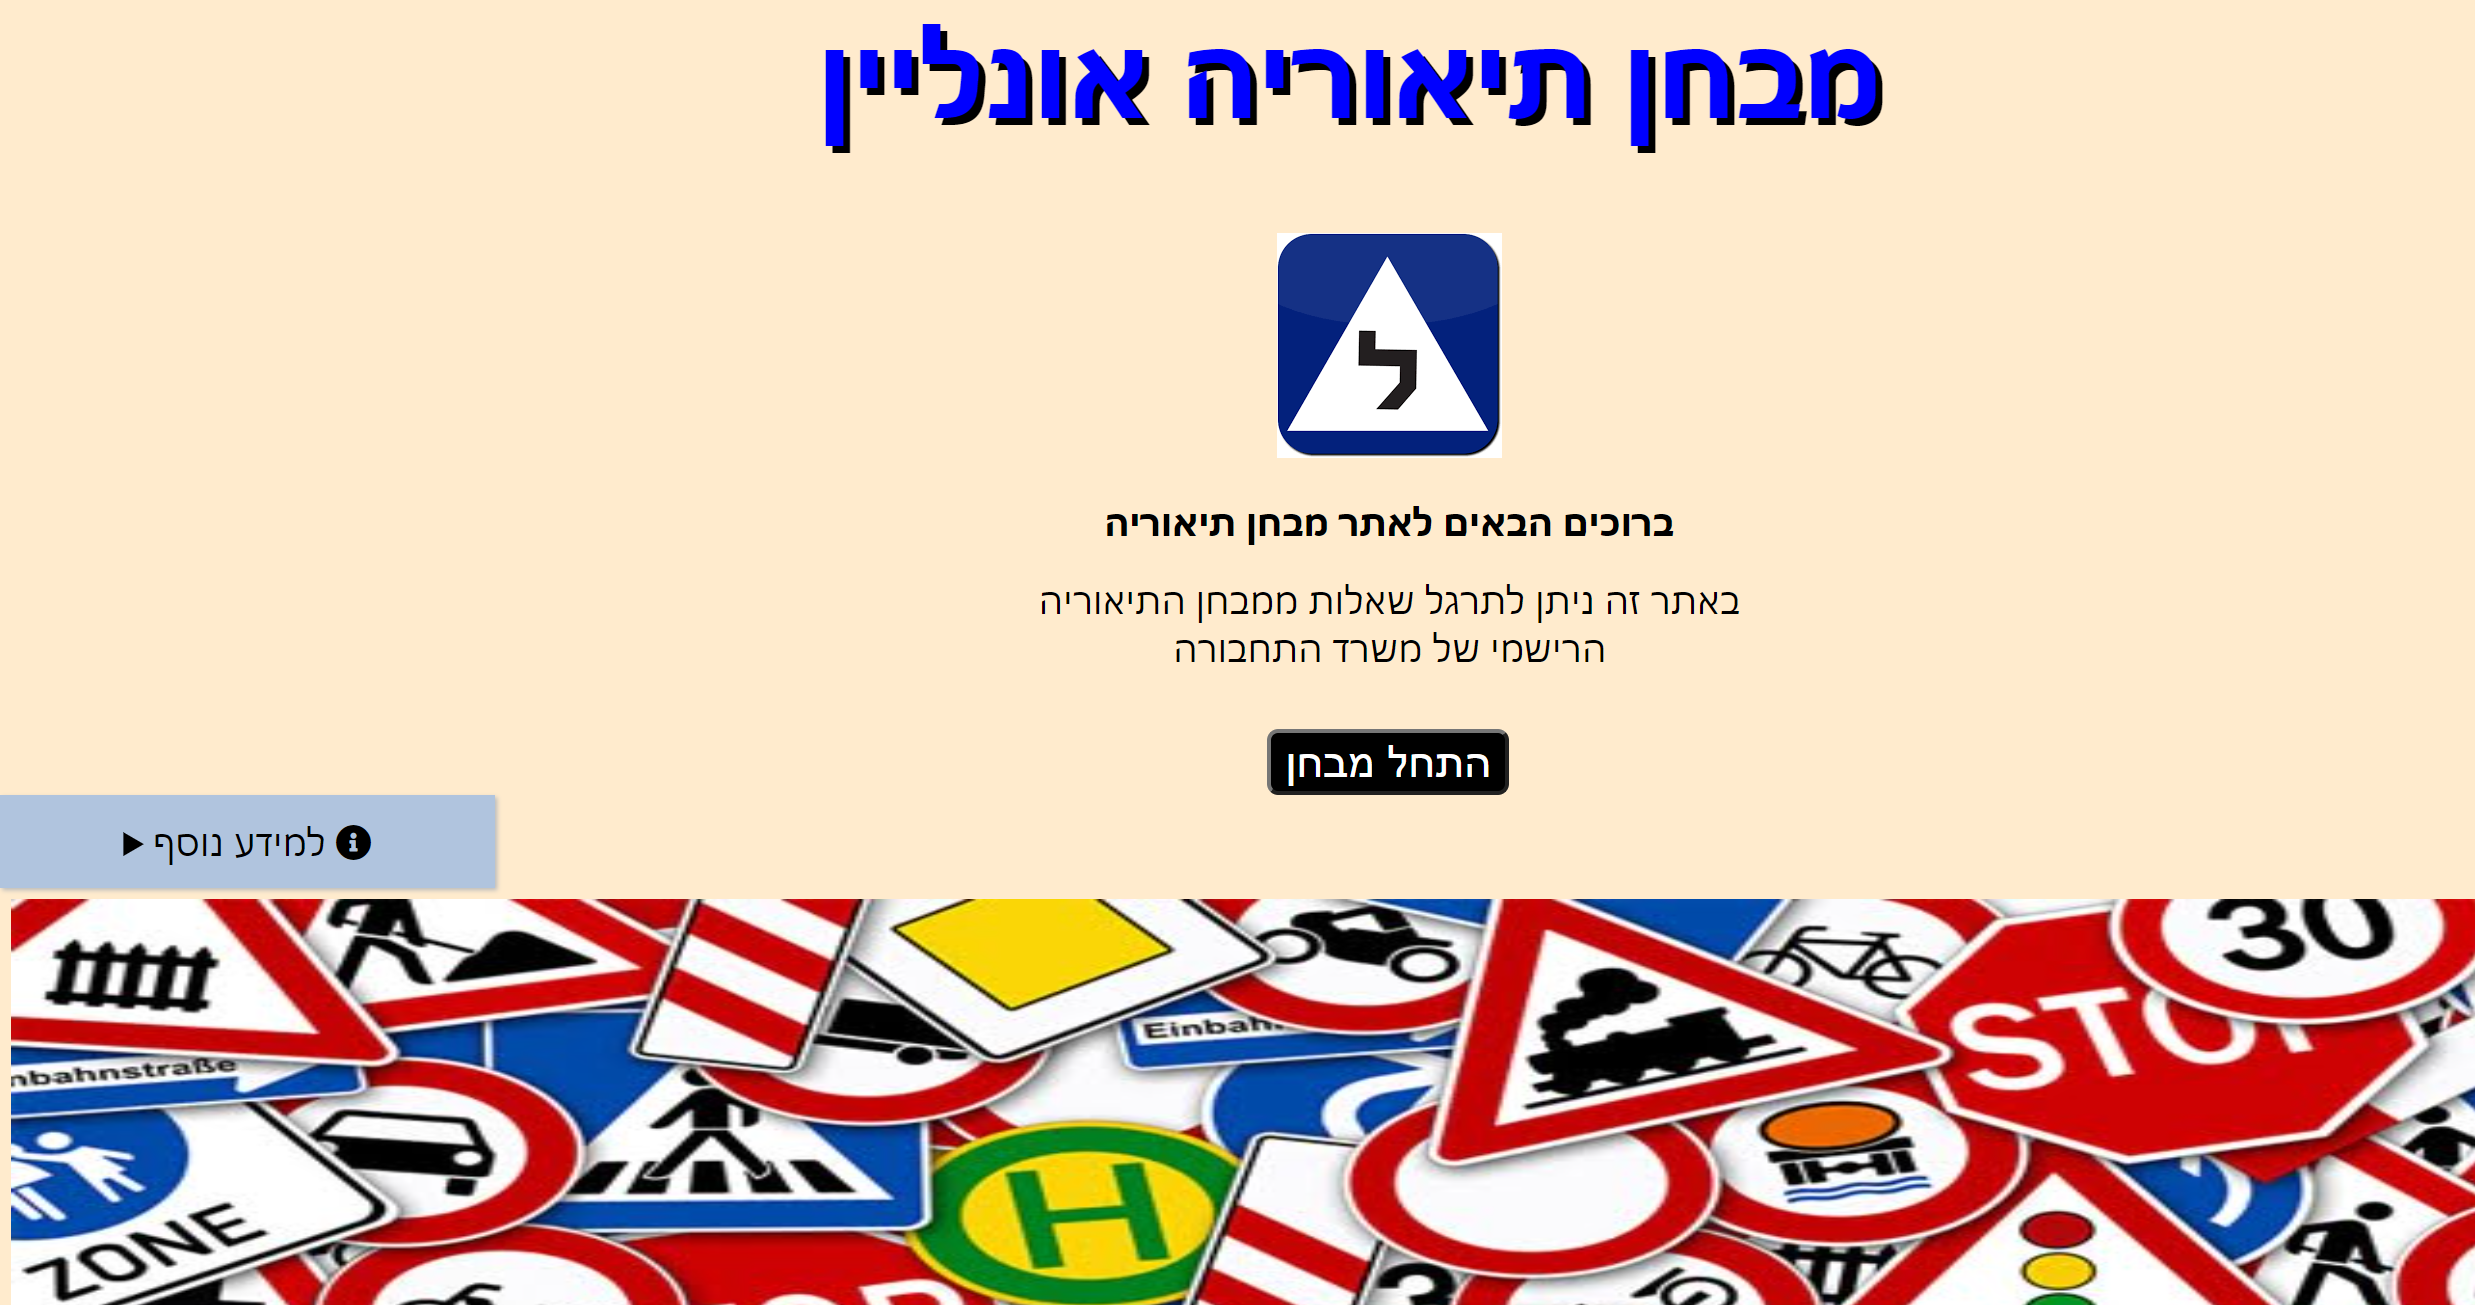 מבחן תיאוריה אונליין
ל
ברוכים הבאים לאתר מבחן תיאוריה
באתר זה ניתן לתרגל שאלות ממבחן התיאוריה
הרישמי של משרד התחבורה
התחל מבחן
למידע נוסף
30
STOP
Einbahn
nbahnstraße
H
ZONE